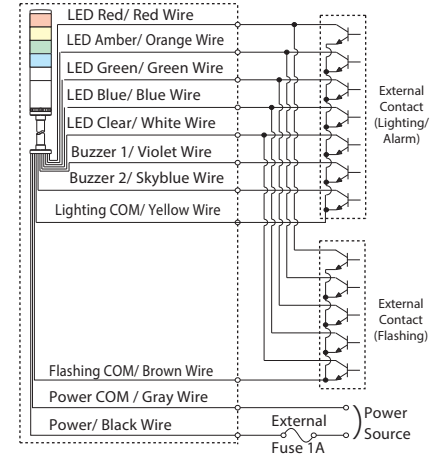 LED Red/ Red Wire
LED Amber/ Orange Wire
LED Green/ Green Wire
LED Blue/ Blue Wire
LED Clear/ White Wire
Buzzer 1/ Violet Wire
Buzzer 2/ Skyblue Wire
Lighting COM/ Yellow Wire
External
Contact
(Lighting/
Alarm)
External
Contact
(Flashing)
Flashing COM/ Brown Wire
Power COM / Gray Wire
Power/ Black Wire
External
Fuse 1A
Power
Source